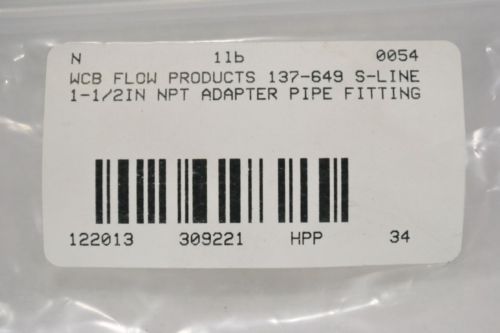 N 1lb 0054
WCB FLOW PRODUCTS 137-649 S-LINE
1-1/2IN NPT ADAPTER PIPE FITTING
122013 309221 HPP 34